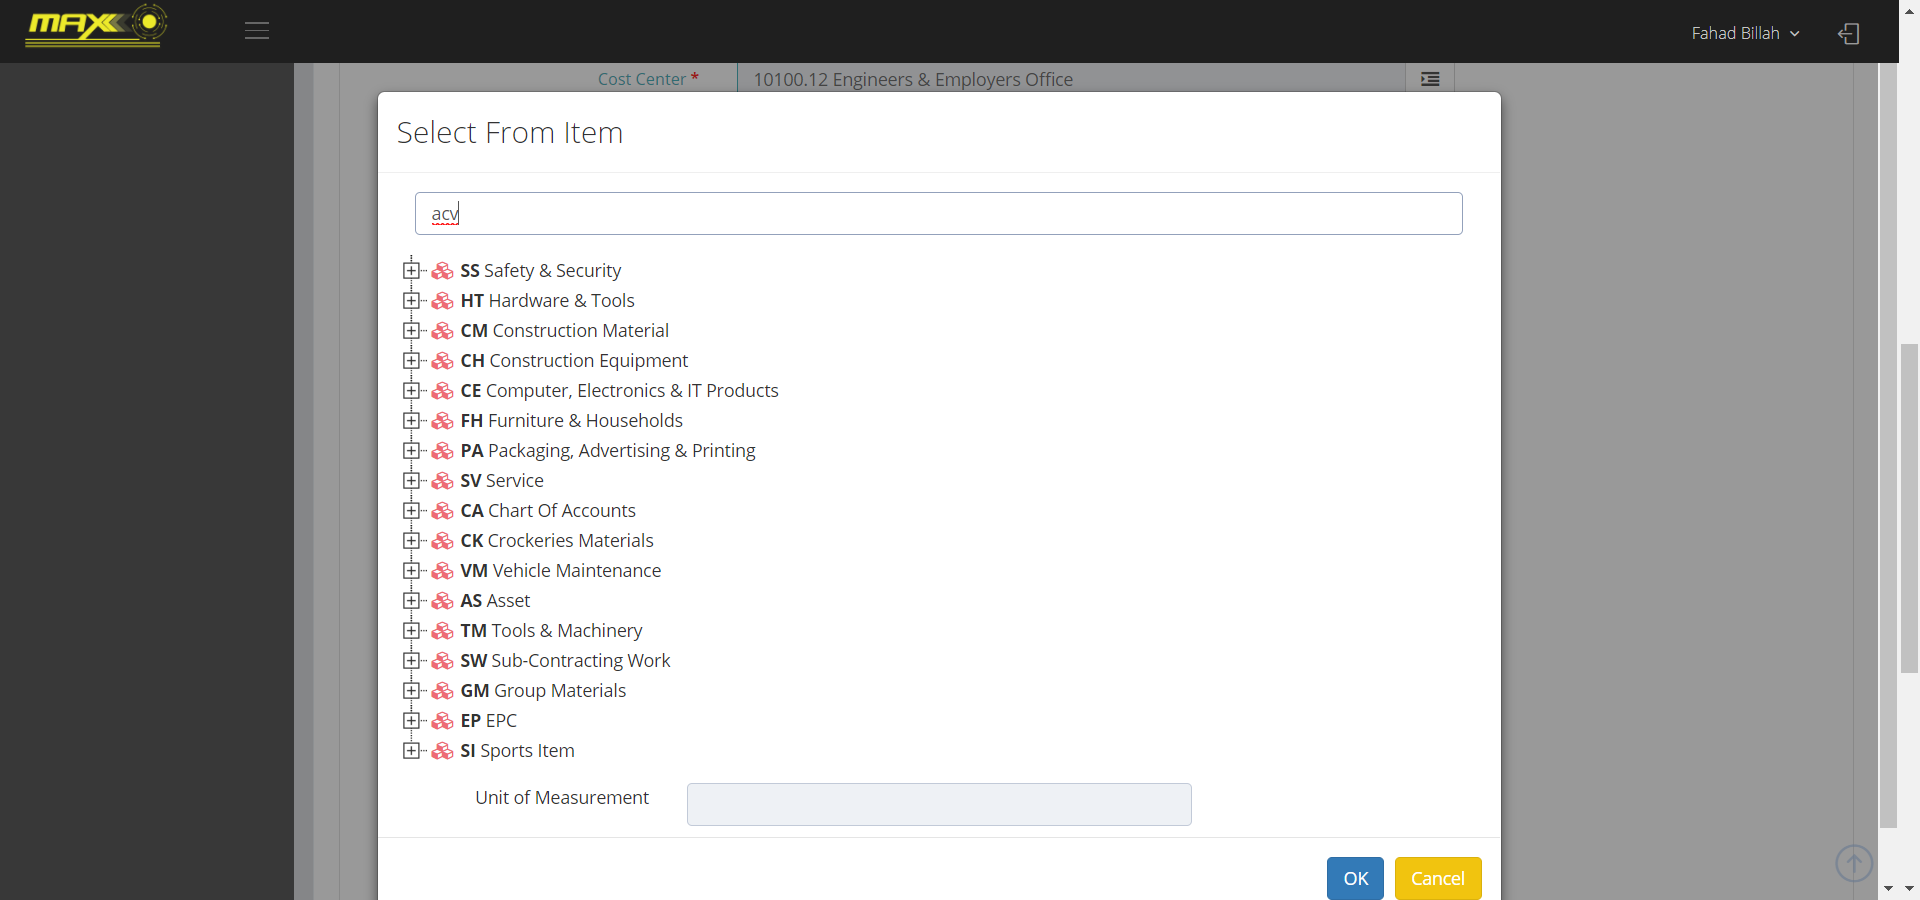 MAX
Fahad Billah
Cost Center * 10100.12 Engineers & Employers Office
Select From Item
acv
SS Safety & Security
HT Hardware & Tools
CM Construction Material
CH Construction Equipment
CE Computer, Electronics & IT Products
FH Furniture & Households
PA Packaging, Advertising & Printing
SV Service
CA Chart Of Accounts
CK Crockeries Materials
VM Vehicle Maintenance
AS Asset
TM Tools & Machinery
SW Sub-Contracting Work
GM Group Materials
EP EPC
SI Sports Item
Unit of Measurement
OK Cancel